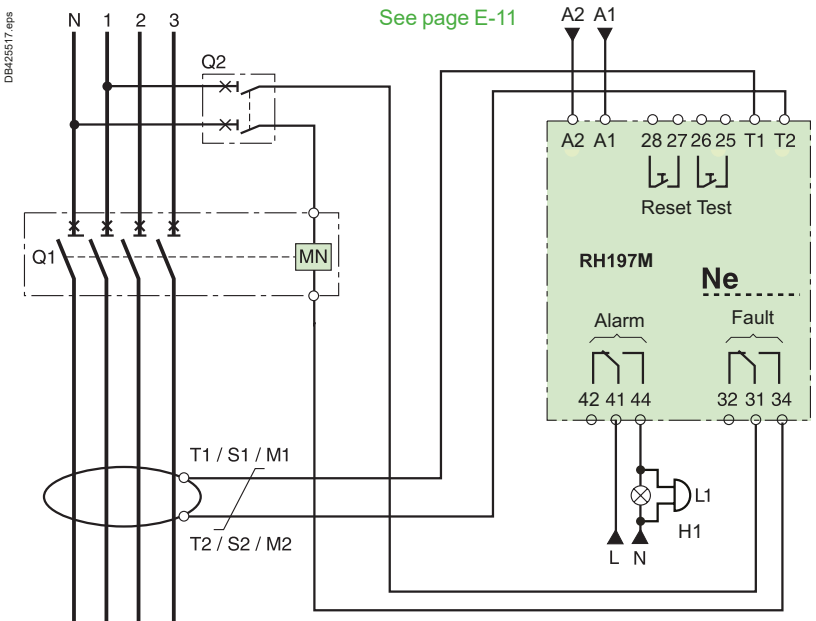 DB425517.eps
N 1 2 3
See page E-11
A2 A1
Q2
A2 A1 28 27 26 25 T1 T2
Reset Test
Q1
MN
RH197M
Ne
Alarm
Fault
42 41 44
32 31 34
T1 / S1 / M1
L1
H1
T2 / S2 / M2
L N